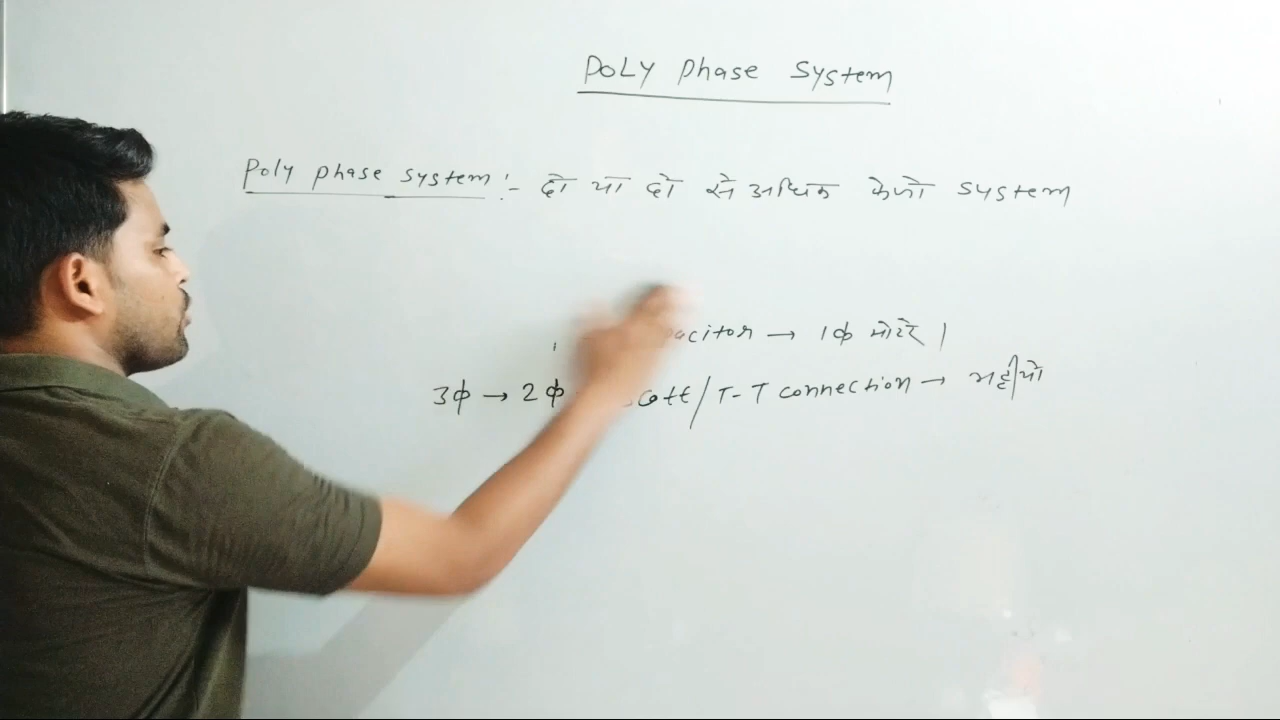 Poly phase system
Poly phase system :- दो या दो से अधिक फेजो system
acitor → 1ϕ मोटरे |
3ϕ → 2ϕ cott/T-T connection → भट्टीयो